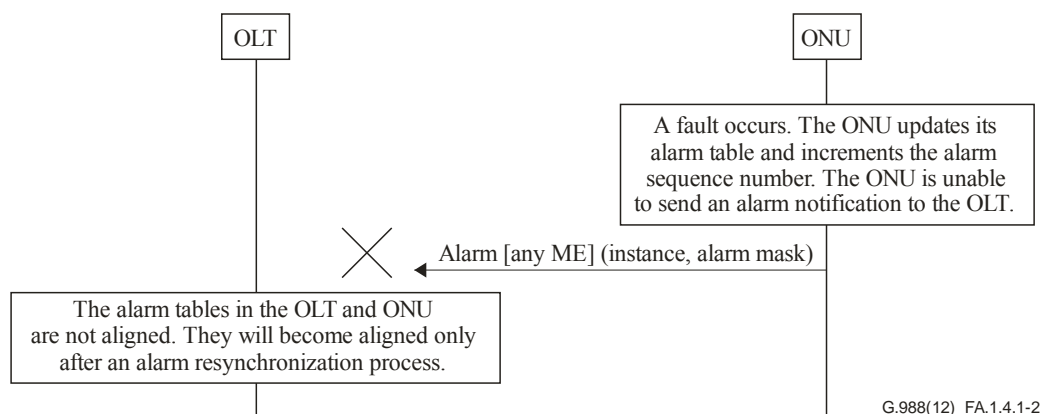 OLT
ONU
A fault occurs. The ONU updates its
alarm table and increments the alarm
sequence number. The ONU is unable
to send an alarm notification to the OLT.
Alarm [any ME] (instance, alarm mask)
The alarm tables in the OLT and ONU
are not aligned. They will become aligned only
after an alarm resynchronization process.
G.988(12)_FA.1.4.1-2